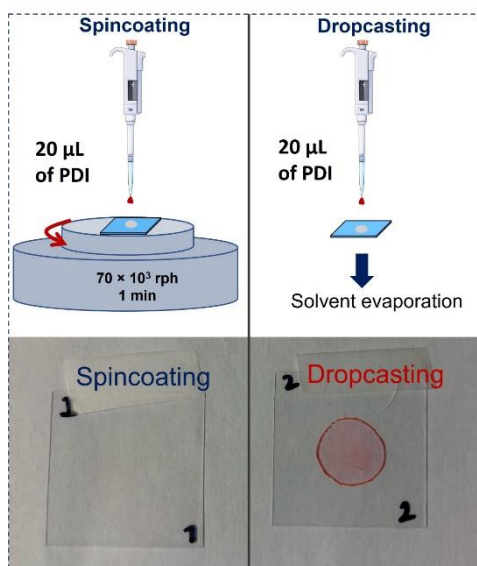 Spincoating
20 µL
of PDI
70 × 10³ rph
1 min
Dropcasting
20 µL
of PDI
Solvent evaporation
Spincoating
1
1
Dropcasting
2
2